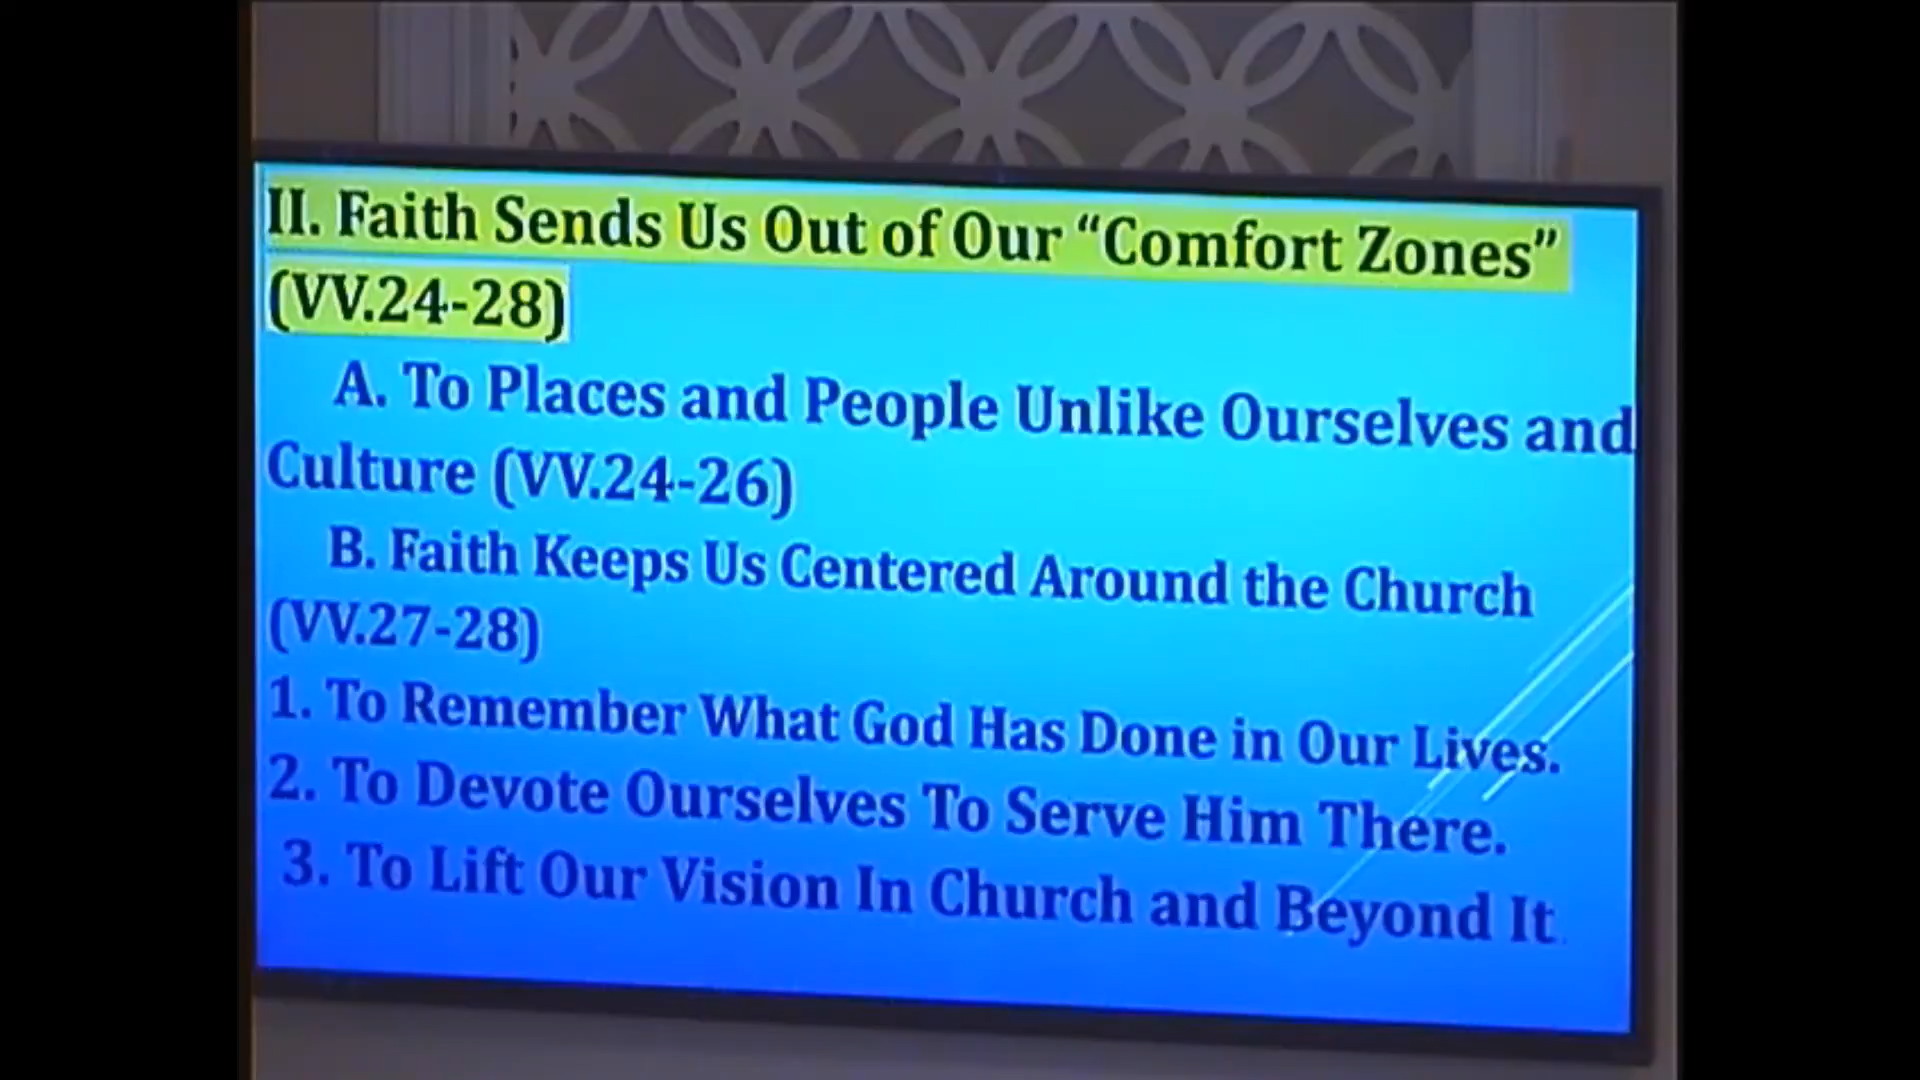 II. Faith Sends Us Out of Our “Comfort Zones”
(VV.24-28)
A. To Places and People Unlike Ourselves and
Culture (VV.24-26)
B. Faith Keeps Us Centered Around the Church
(VV.27-28)
1. To Remember What God Has Done in Our Lives.
2. To Devote Ourselves To Serve Him There.
3. To Lift Our Vision In Church and Beyond It.